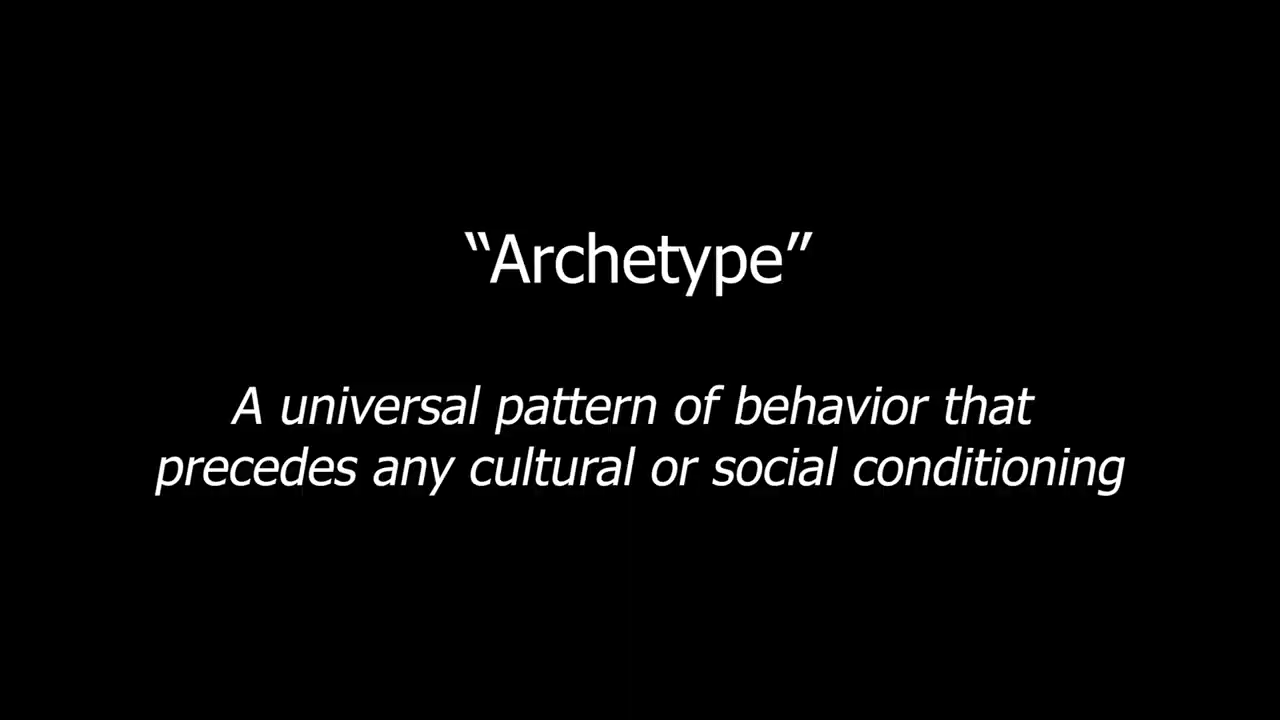 “Archetype”
A universal pattern of behavior that
precedes any cultural or social conditioning